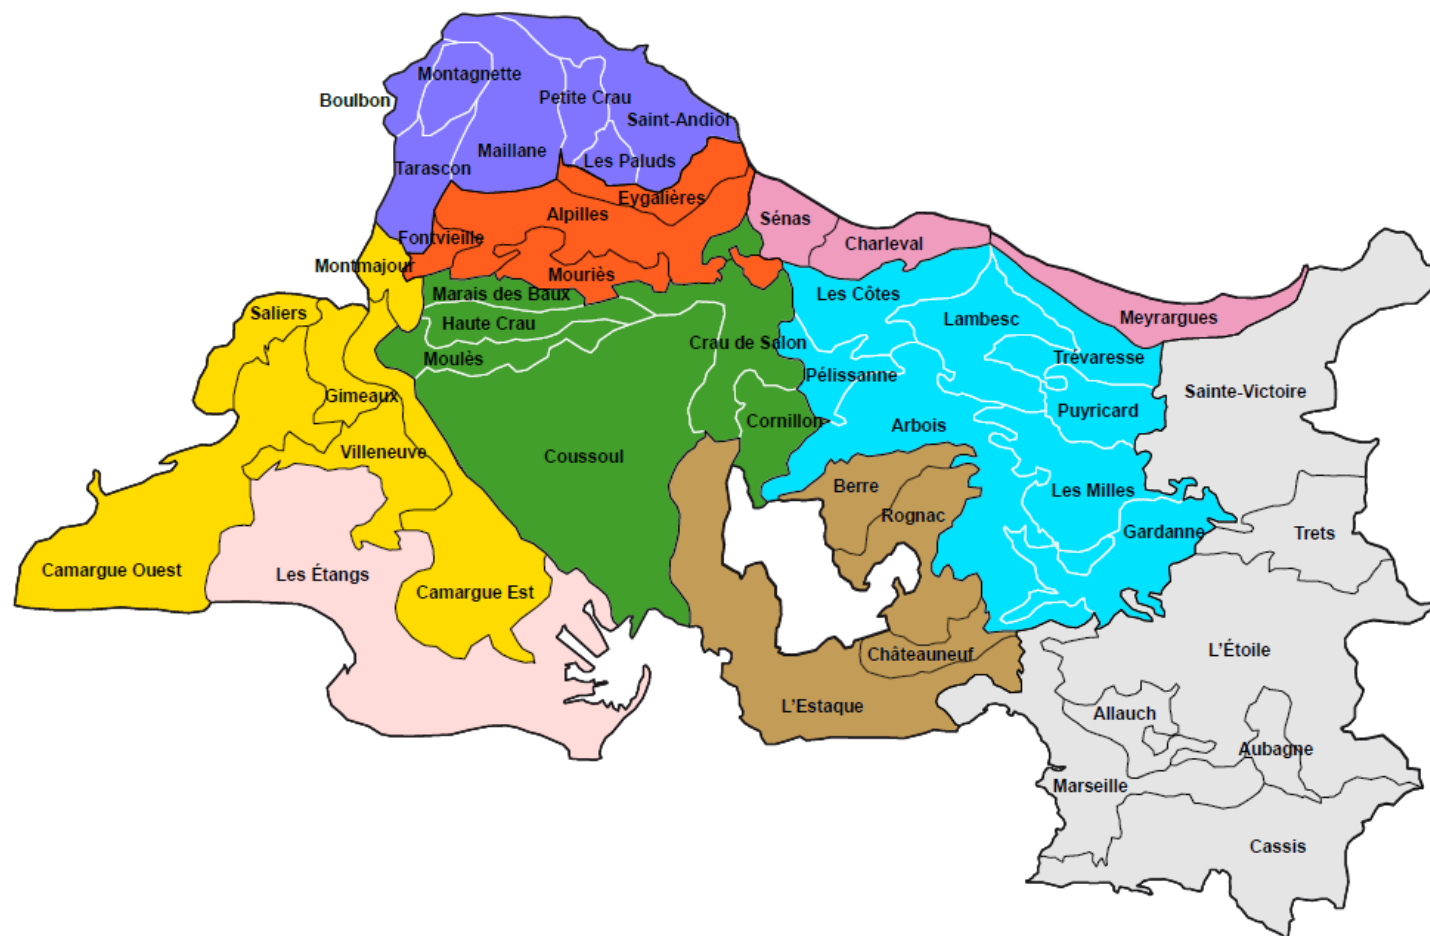 Montagnette
Boulbon
Petite Crau
Saint-Andiol
Maillane
Les Paluds
Tarascon
Eygalières
Alpilles
Sénas
Fontvieille
Charleval
Montmajour
Mouriès
Marais des Baux
Les Côtes
Saliers
Haute Crau
Lambesc
Meyrargues
Moulès
Crau de Salon
Trévaresse
Pélissanne
Sainte-Victoire
Gimeaux
Puyricard
Cornillon
Arbois
Villeneuve
Coussoul
Berre
Les Milles
Rognac
Gardanne
Trets
Camargue Ouest
Les Étangs
Camargue Est
Châteauneuf
L'Étoile
L'Estaque
Allauch
Aubagne
Marseille
Cassis